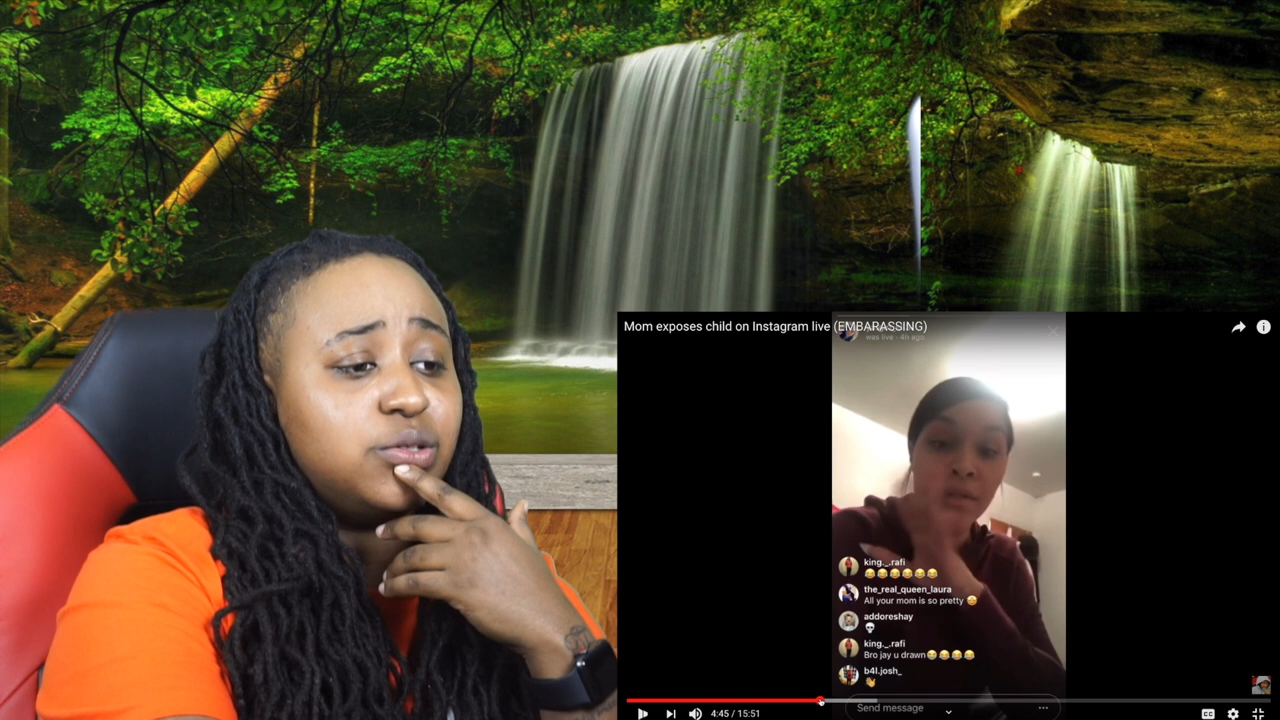 Mom exposes child on Instagram live (EMBARASSING)
was live · 4h ago
king._.rafi
😂😂😂😂😂😂
the_real_queen_laura
All your mom is so pretty 🤩
addoreshay
💀
king._.rafi
Bro jay u drawn😂😂😂😂
b4l.josh_
👏
Send message
4:45 / 15:51
CC